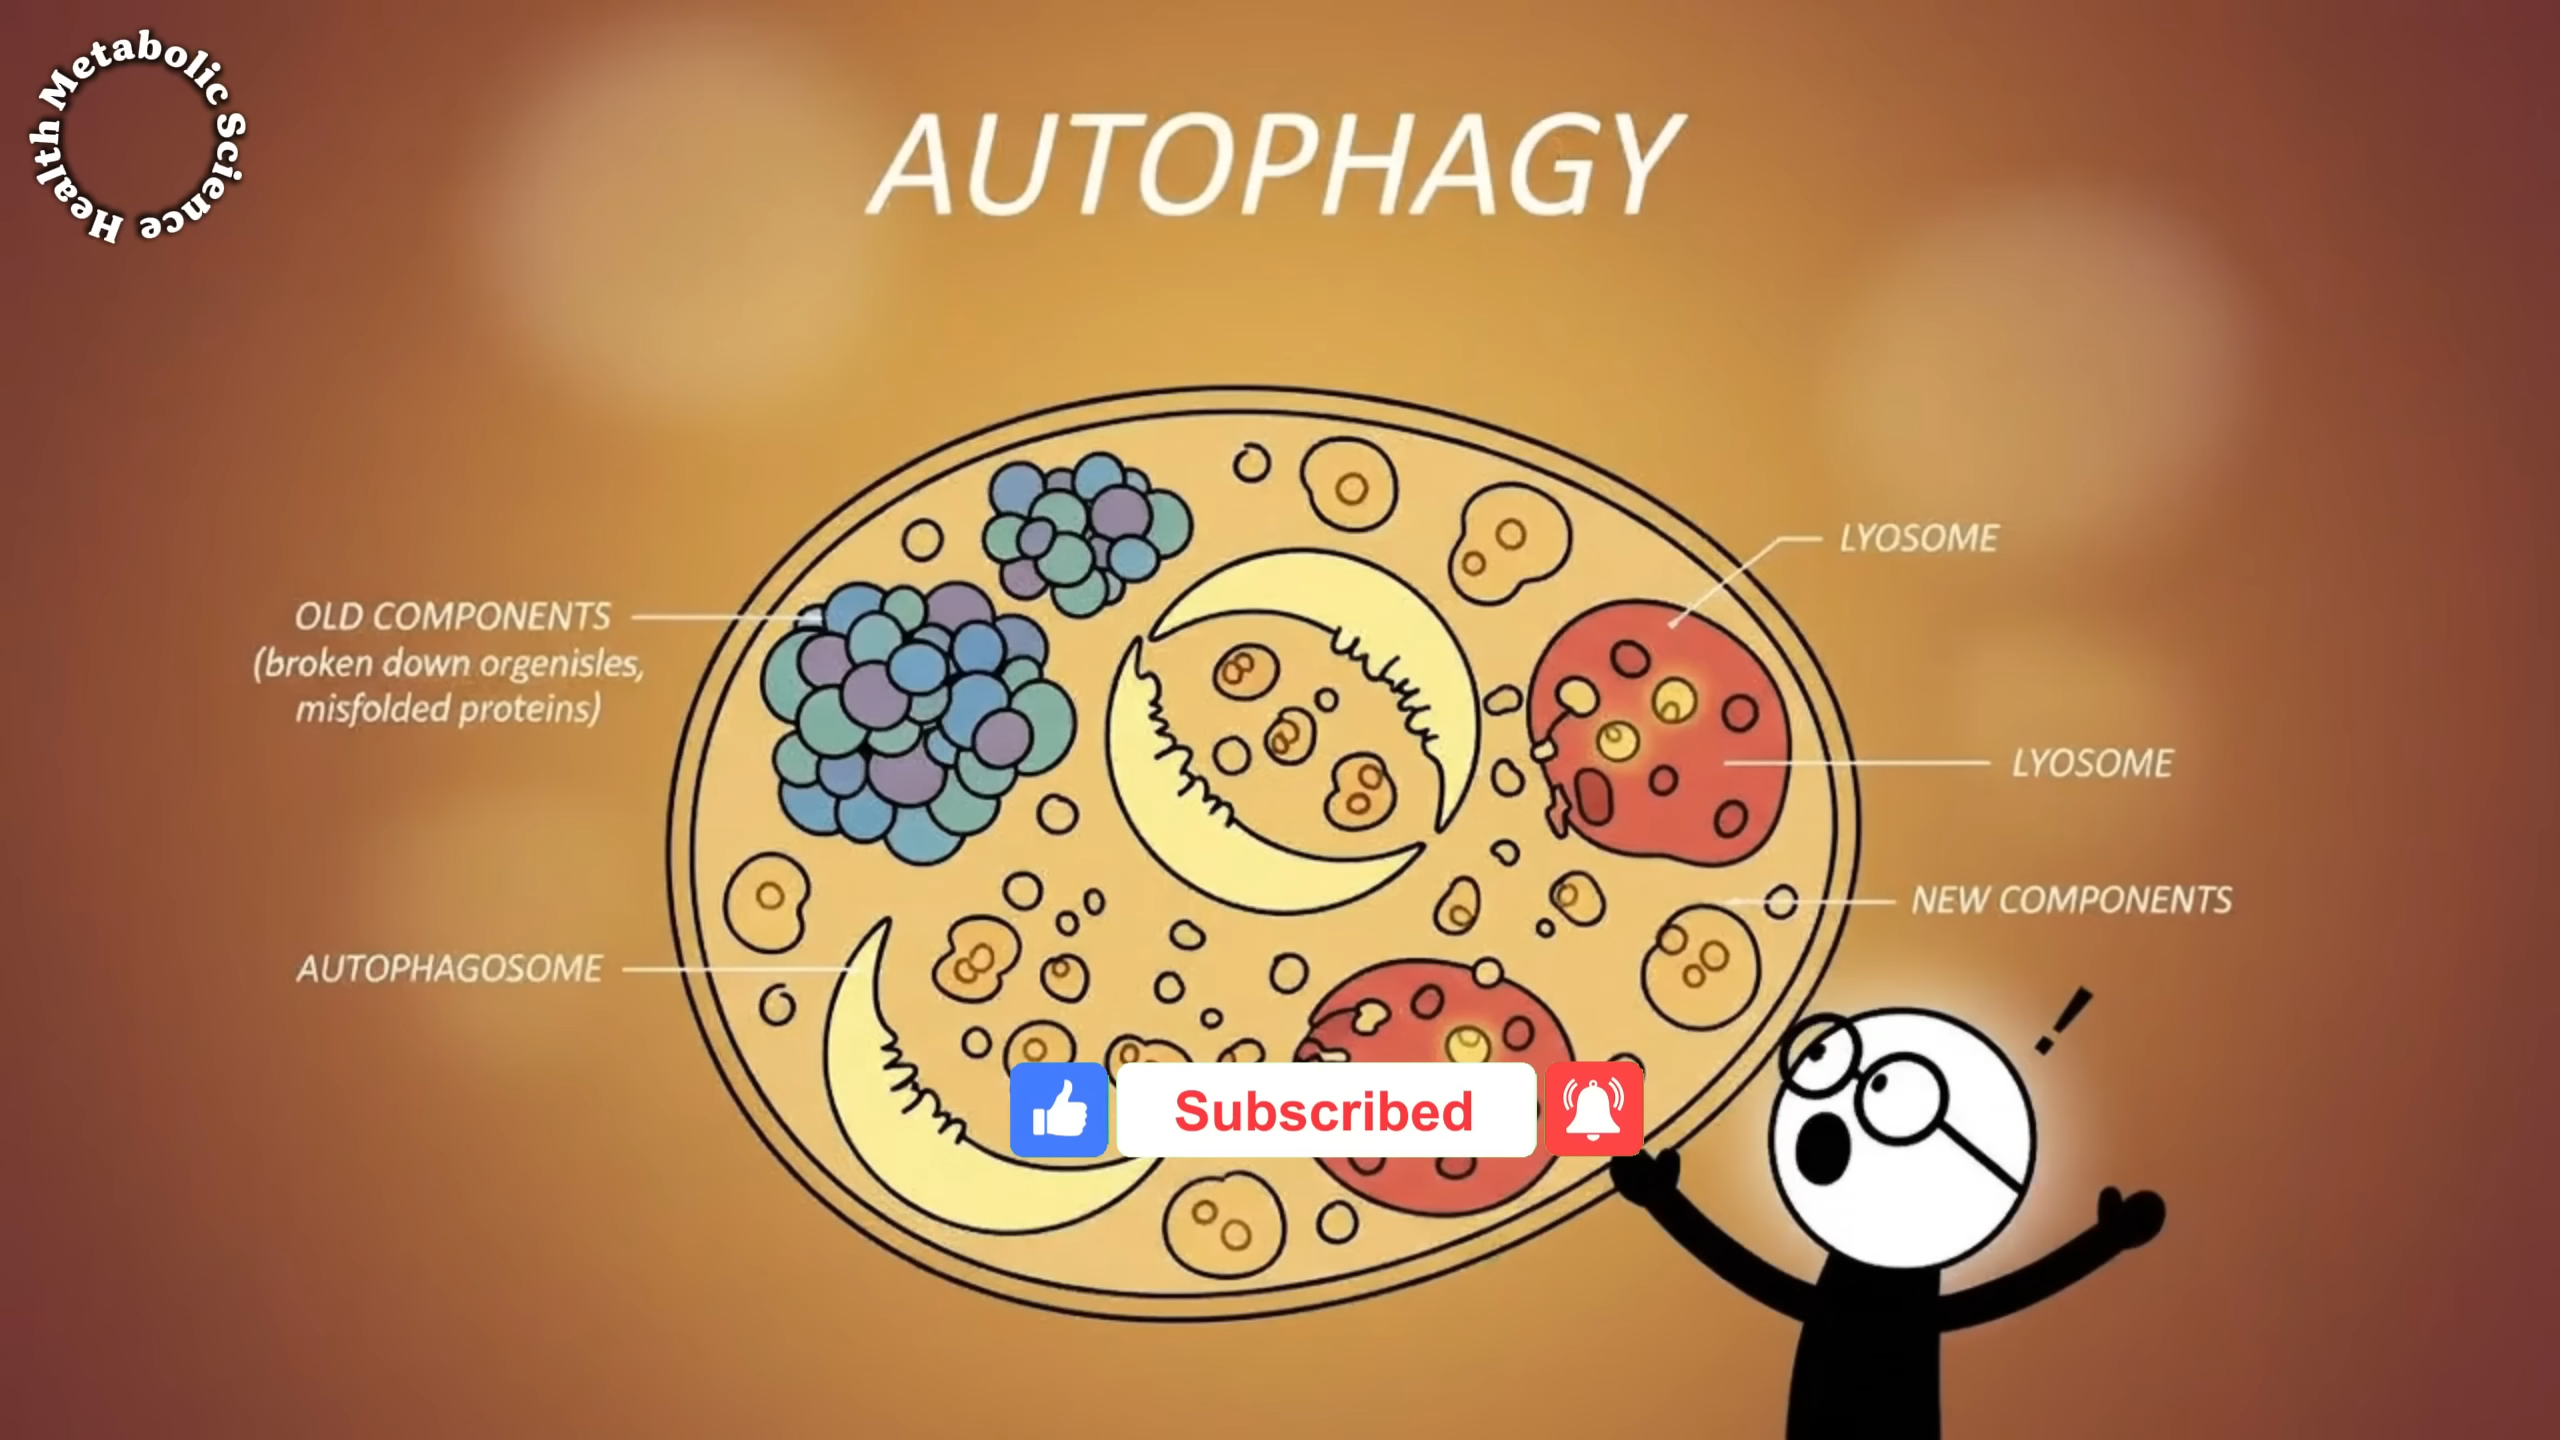 Health Metabolic Science
AUTOPHAGY
LYOSOME
OLD COMPONENTS
(broken down orgenisles,
misfolded proteins)
LYOSOME
NEW COMPONENTS
AUTOPHAGOSOME
!
Subscribed